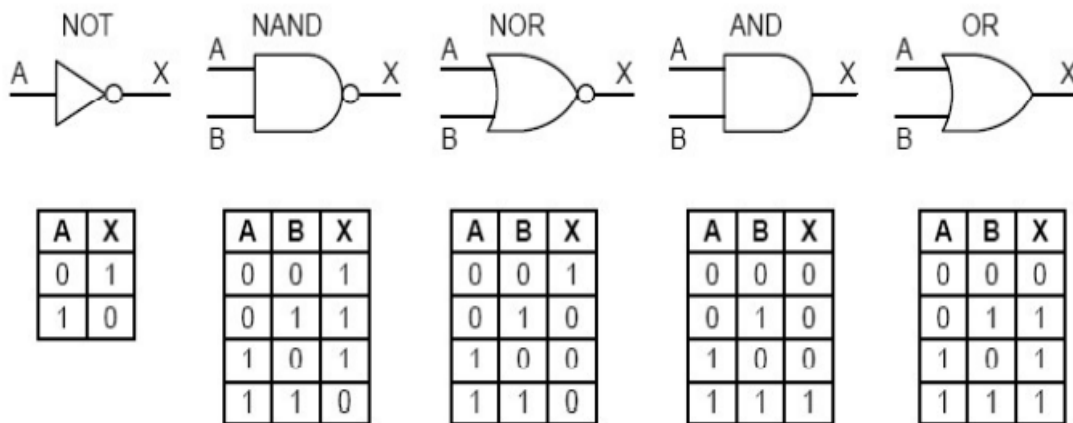 NOT NAND NOR AND OR
A X A X A X A X A X
B B B B
A X A B X A B X A B X A B X
0 1 0 0 1 0 0 1 0 0 0 0 0 0
1 0 0 1 1 0 1 0 0 1 0 0 1 1
1 0 1 1 0 0 1 0 0 1 0 1
1 1 0 1 1 0 1 1 1 1 1 1